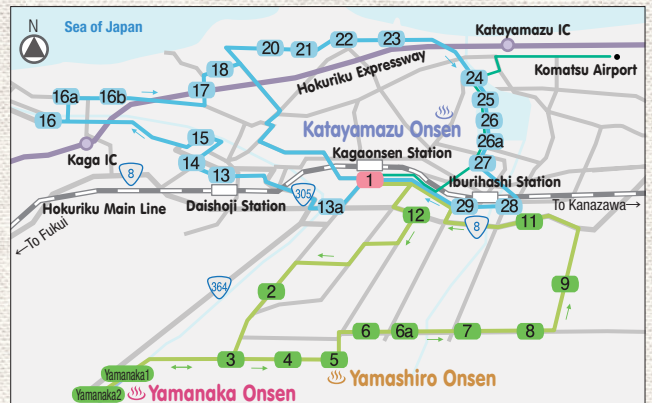 N
Sea of Japan
Katayamazu IC
20 21 22 23
Komatsu Airport
18
Hokuriku Expressway
24
17
16a 16b
25
16
26
Katayamazu Onsen
26a
15
Kaga IC
Kagaonsen Station
27
14
8
13
1
Iburihashi Station
305
Hokuriku Main Line
Daishoji Station
13a
29 28
→To Kanazawa→
←To Fukui
12
8
11
364
2
9
6 6a 7 8
3 4 5
Yamanaka1
Yamashiro Onsen
Yamanaka2
Yamanaka Onsen